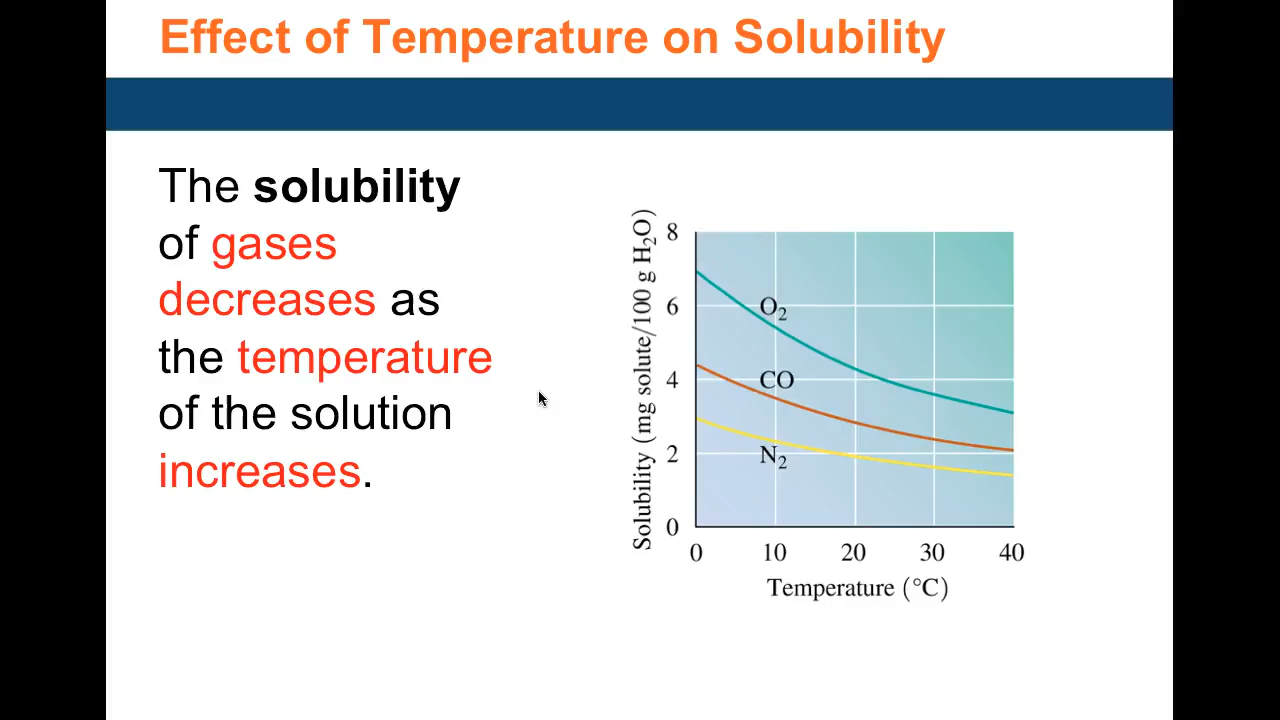 Effect of Temperature on Solubility
The solubility
of gases
decreases as
the temperature
of the solution
increases.
Solubility (mg solute/100 g H₂O)
8
6
4
2
0
O₂
CO
N₂
0 10 20 30 40
Temperature (°C)